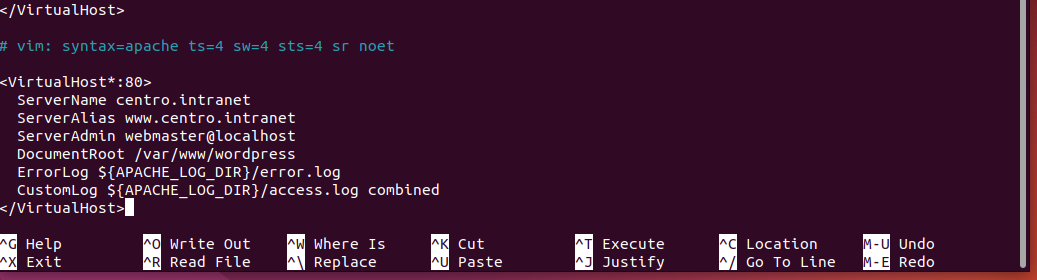 </VirtualHost>
# vim: syntax=apache ts=4 sw=4 sts=4 sr noet
<VirtualHost*:80>
  ServerName centro.intranet
  ServerAlias www.centro.intranet
  ServerAdmin webmaster@localhost
  DocumentRoot /var/www/wordpress
  ErrorLog ${APACHE_LOG_DIR}/error.log
  CustomLog ${APACHE_LOG_DIR}/access.log combined
</VirtualHost>
^G Help ^O Write Out ^W Where Is ^K Cut ^T Execute ^C Location M-U Undo
^X Exit ^R Read File ^\ Replace ^U Paste ^J Justify ^/ Go To Line M-E Redo